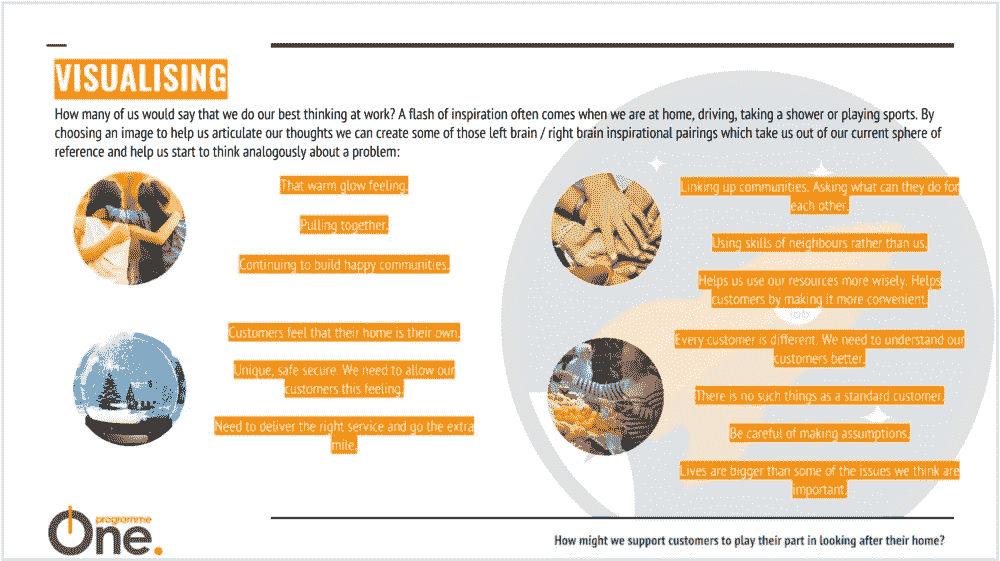 VISUALISING
How many of us would say that we do our best thinking at work? A flash of inspiration often comes when we are at home, driving, taking a shower or playing sports. By
choosing an image to help us articulate our thoughts we can create some of those left brain / right brain inspirational pairings which take us out of our current sphere of
reference and help us start to think analogously about a problem:
That warm glow feeling.
Pulling together.
Continuing to build happy communities.
Customers feel that their home is their own.
Unique, safe secure. We need to allow our
customers this feeling.
Need to deliver the right service and go the extra
mile.
Linking up communities. Asking what can they do for
each other.
Using skills of neighbours rather than us.
Helps us use our resources more wisely. Helps
customers by making it more convenient.
lab
Every customer is different. We need to understand our
customers better.
There is no such things as a standard customer.
Be careful of making assumptions.
Lives are bigger than some of the issues we think are
important.
programme
One.
How might we support customers to play their part in looking after their home?